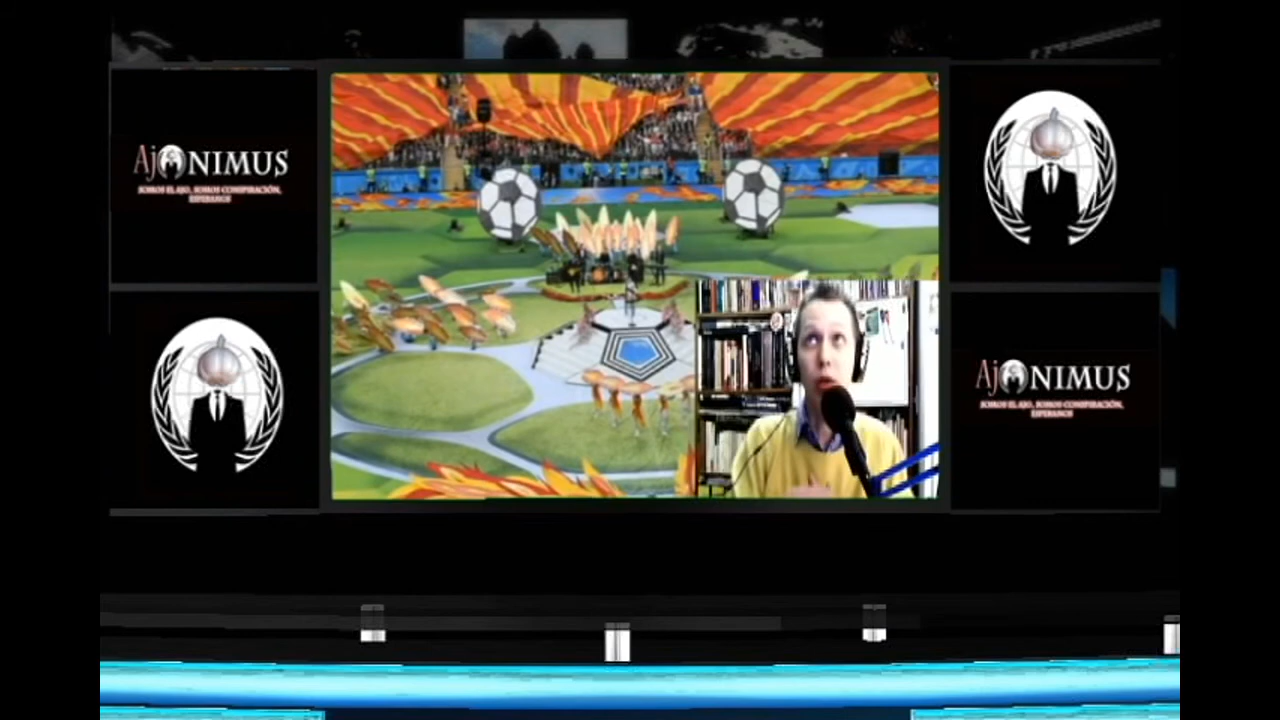 AjONIMUS
SOMOS EL AJO, SOMOS CONSPIRACIÓN,
ESPERANOS
AjONIMUS
SOMOS EL AJO, SOMOS CONSPIRACIÓN,
ESPERANOS